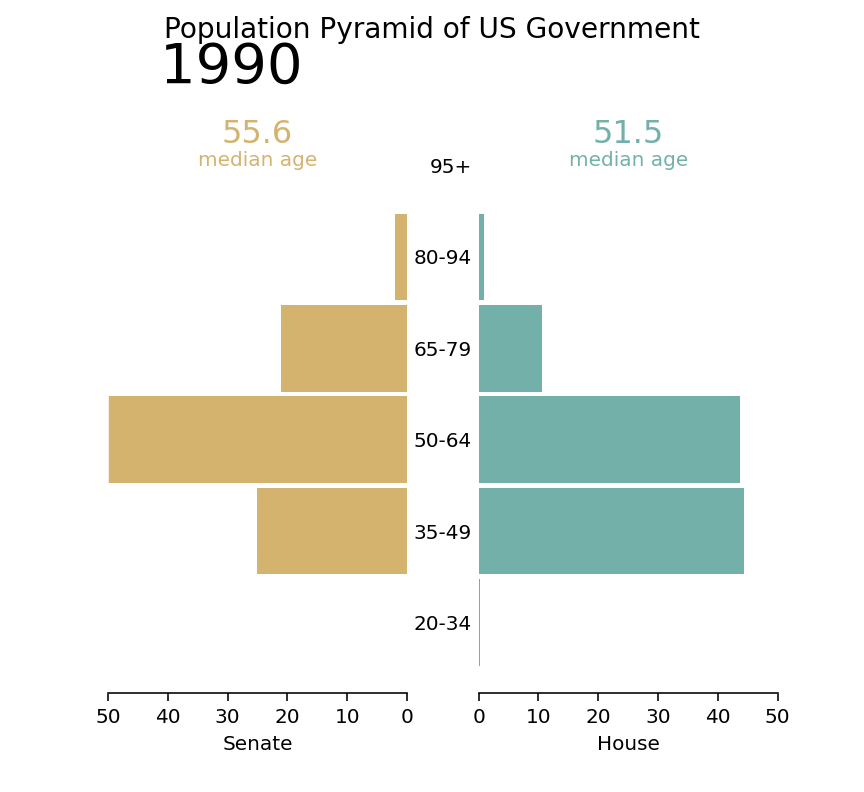 Population Pyramid of US Government
1990
55.6
51.5
median age
median age
95+
80-94
65-79
50-64
35-49
20-34
50 40 30 20 10 0
0 10 20 30 40 50
Senate
House